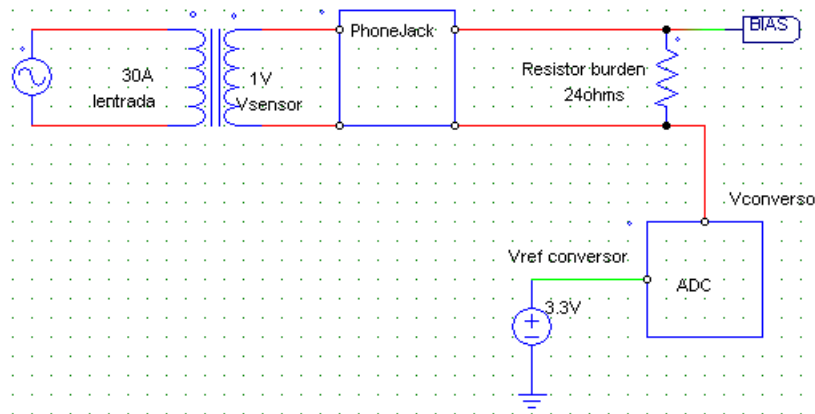 BIAS
PhoneJack
30A
Ientrada
1V
Vsensor
Resistor burden
24ohms
Vconverso
Vref conversor
ADC
3.3V